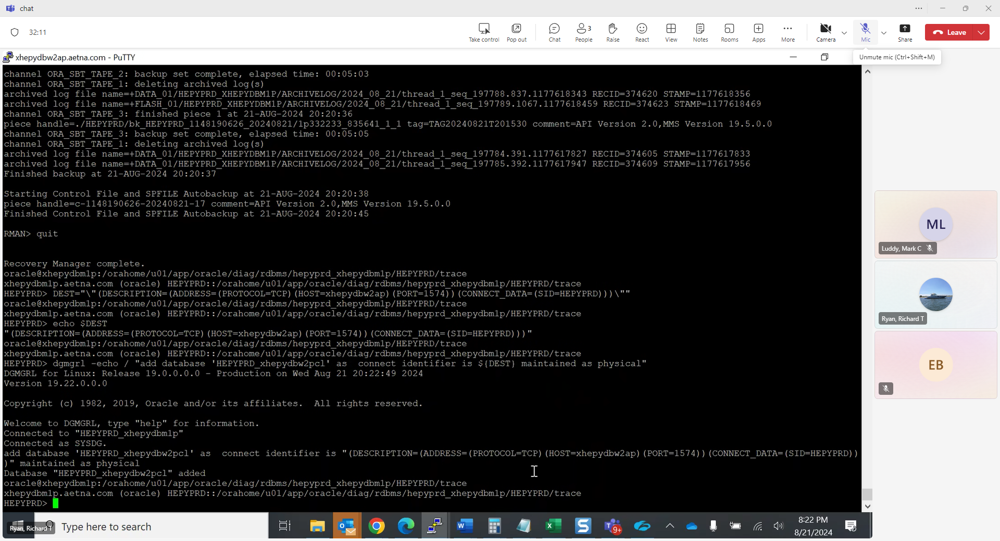 chat
32:11
Take control
Pop out
Chat
People
3
Raise
React
View
Notes
Rooms
Apps
More
Camera
Mic
Share
Leave
xhepydbw2ap.aetna.com - PuTTY
Unmute mic (Ctrl+Shift+M)
channel ORA_SBT_TAPE_2: backup set complete, elapsed time: 00:05:03
channel ORA_SBT_TAPE_1: deleting archived log(s)
archived log file name=+DATA_01/HEPYPRD_XHEPYDBM1P/ARCHIVELOG/2024_08_21/thread_1_seq_197788.837.1177618343 RECID=374620 STAMP=1177618356
archived log file name=+FLASH_01/HEPYPRD_XHEPYDBM1P/ARCHIVELOG/2024_08_21/thread_1_seq_197789.1067.1177618459 RECID=374623 STAMP=1177618469
channel ORA_SBT_TAPE_3: finished piece 1 at 21-AUG-2024 20:20:36
piece handle=./HEPYPRD/bk_HEPYPRD_1148190626_20240821/1p332233_835641_1_1 tag=TAG20240821T201530 comment=API Version 2.0,MMS Version 19.5.0.0
channel ORA_SBT_TAPE_3: backup set complete, elapsed time: 00:05:05
channel ORA_SBT_TAPE_1: deleting archived log(s)
archived log file name=+DATA_01/HEPYPRD_XHEPYDBM1P/ARCHIVELOG/2024_08_21/thread_1_seq_197784.391.1177617827 RECID=374605 STAMP=1177617833
archived log file name=+DATA_01/HEPYPRD_XHEPYDBM1P/ARCHIVELOG/2024_08_21/thread_1_seq_197785.392.1177617947 RECID=374609 STAMP=1177617956
Finished backup at 21-AUG-2024 20:20:37
Starting Control File and SPFILE Autobackup at 21-AUG-2024 20:20:38
piece handle=c-1148190626-20240821-17 comment=API Version 2.0,MMS Version 19.5.0.0
Finished Control File and SPFILE Autobackup at 21-AUG-2024 20:20:45
RMAN> quit
Recovery Manager complete.
oracle@xhepydbm1p:/orahome/u01/app/oracle/diag/rdbms/hepyprd_xhepydbm1p/HEPYPRD/trace
xhepydbm1p.aetna.com (oracle) HEPYPRD::/orahome/u01/app/oracle/diag/rdbms/hepyprd_xhepydbm1p/HEPYPRD/trace
HEPYPRD> DEST="\"(DESCRIPTION=(ADDRESS=(PROTOCOL=TCP)(HOST=xhepydbw2ap)(PORT=1574))(CONNECT_DATA=(SID=HEPYPRD)))\""
oracle@xhepydbm1p:/orahome/u01/app/oracle/diag/rdbms/hepyprd_xhepydbm1p/HEPYPRD/trace
xhepydbm1p.aetna.com (oracle) HEPYPRD::/orahome/u01/app/oracle/diag/rdbms/hepyprd_xhepydbm1p/HEPYPRD/trace
HEPYPRD> echo $DEST
"(DESCRIPTION=(ADDRESS=(PROTOCOL=TCP)(HOST=xhepydbw2ap)(PORT=1574))(CONNECT_DATA=(SID=HEPYPRD)))"
oracle@xhepydbm1p:/orahome/u01/app/oracle/diag/rdbms/hepyprd_xhepydbm1p/HEPYPRD/trace
xhepydbm1p.aetna.com (oracle) HEPYPRD::/orahome/u01/app/oracle/diag/rdbms/hepyprd_xhepydbm1p/HEPYPRD/trace
HEPYPRD> dgmgrl -echo / "add database 'HEPYPRD_xhepydbw2pcl' as  connect identifier is ${DEST} maintained as physical"
DGMGRL for Linux: Release 19.0.0.0.0 - Production on Wed Aug 21 20:22:49 2024
Version 19.22.0.0.0
Copyright (c) 1982, 2019, Oracle and/or its affiliates.  All rights reserved.
Welcome to DGMGRL, type "help" for information.
Connected to "HEPYPRD_xhepydbm1p"
Connected as SYSDG.
add database 'HEPYPRD_xhepydbw2pcl' as  connect identifier is "(DESCRIPTION=(ADDRESS=(PROTOCOL=TCP)(HOST=xhepydbw2ap)(PORT=1574))(CONNECT_DATA=(SID=HEPYPRD))
)" maintained as physical
Database "HEPYPRD_xhepydbw2pcl" added
oracle@xhepydbm1p:/orahome/u01/app/oracle/diag/rdbms/hepyprd_xhepydbm1p/HEPYPRD/trace
xhepydbm1p.aetna.com (oracle) HEPYPRD::/orahome/u01/app/oracle/diag/rdbms/hepyprd_xhepydbm1p/HEPYPRD/trace
HEPYPRD>
ML
Luddy, Mark C
Ryan, Richard T
EB
Ryan, Richard T
Type here to search
9+
8:22 PM
8/21/2024